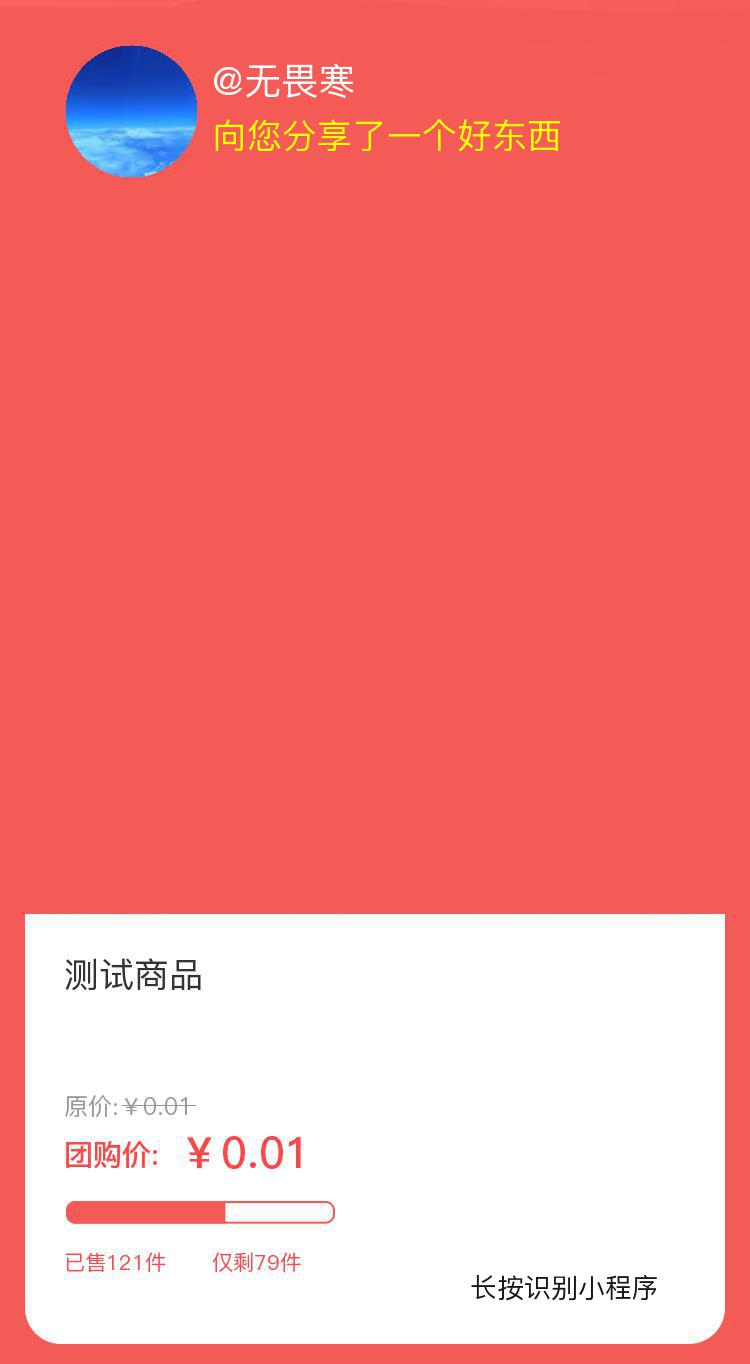 @无畏寒
向您分享了一个好东西
测试商品
原价:￥0.01
团购价: ￥0.01
已售121件 仅剩79件
长按识别小程序